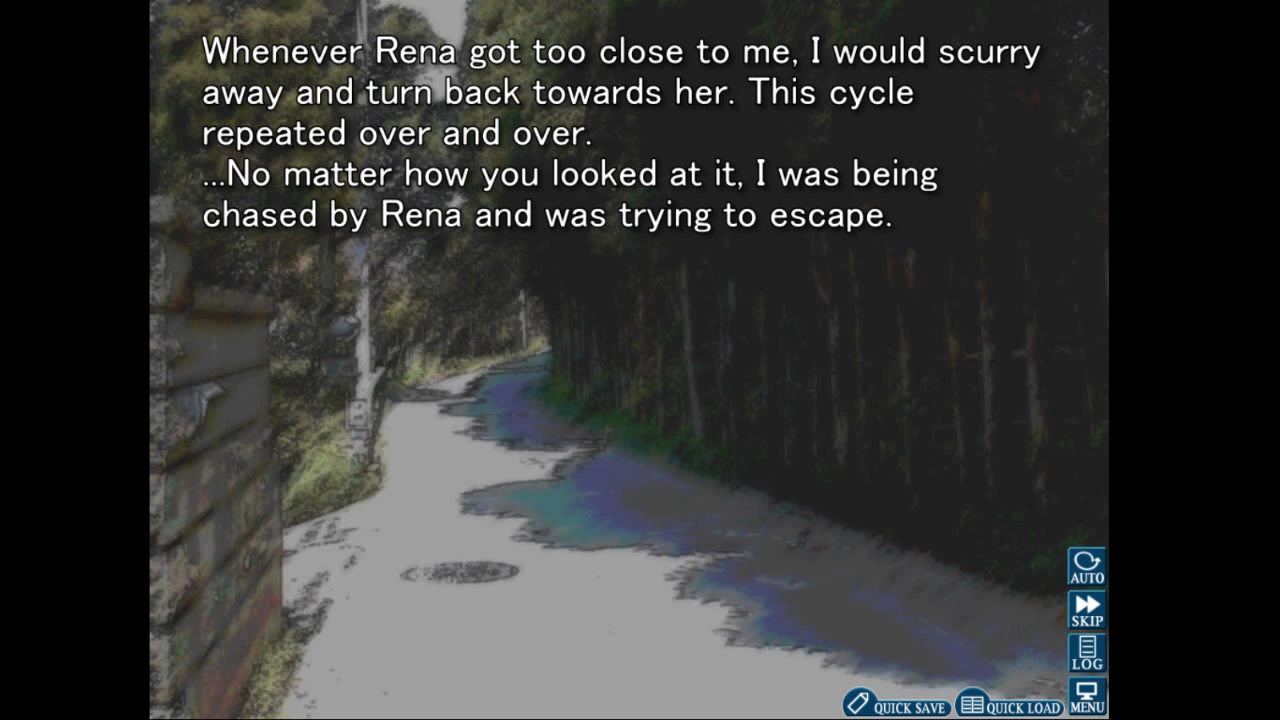 Whenever Rena got too close to me, I would scurry
away and turn back towards her. This cycle
repeated over and over.
...No matter how you looked at it, I was being
chased by Rena and was trying to escape.
AUTO
SKIP
LOG
MENU
QUICK SAVE
QUICK LOAD